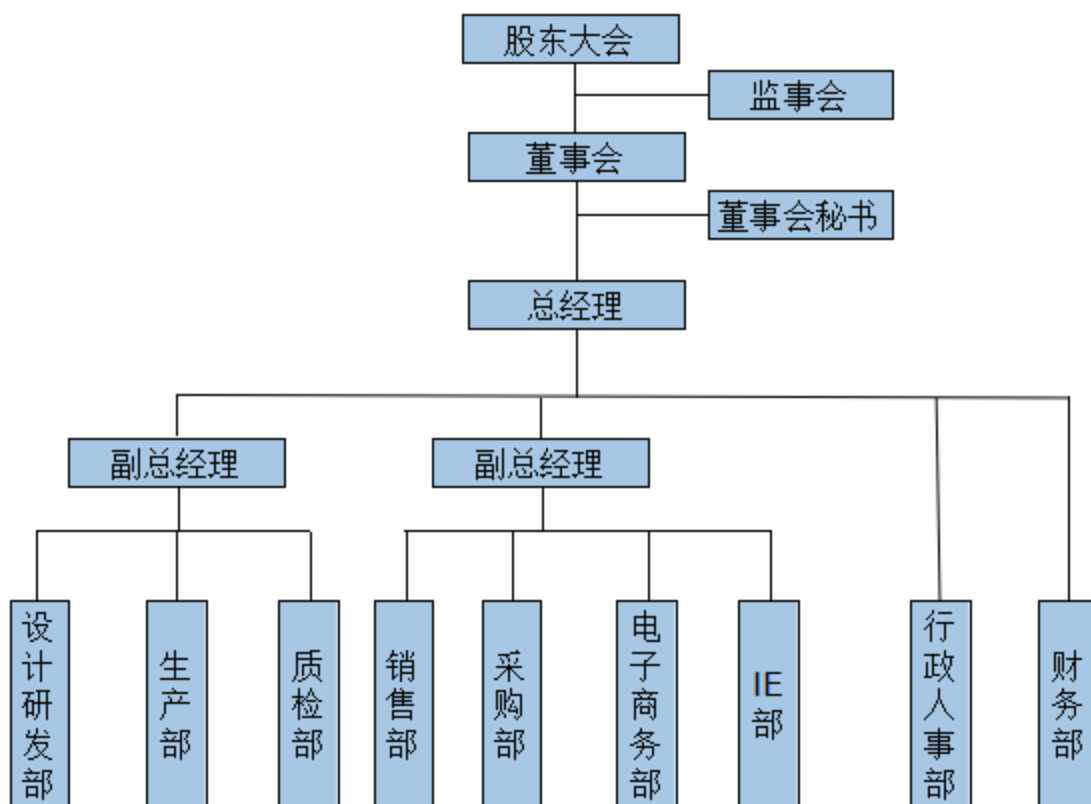 股东大会
监事会
董事会
董事会秘书
总经理
副总经理
副总经理
设计研发部
生产部
质检部
销售部
采购部
电子商务部
IE部
行政人事部
财务部